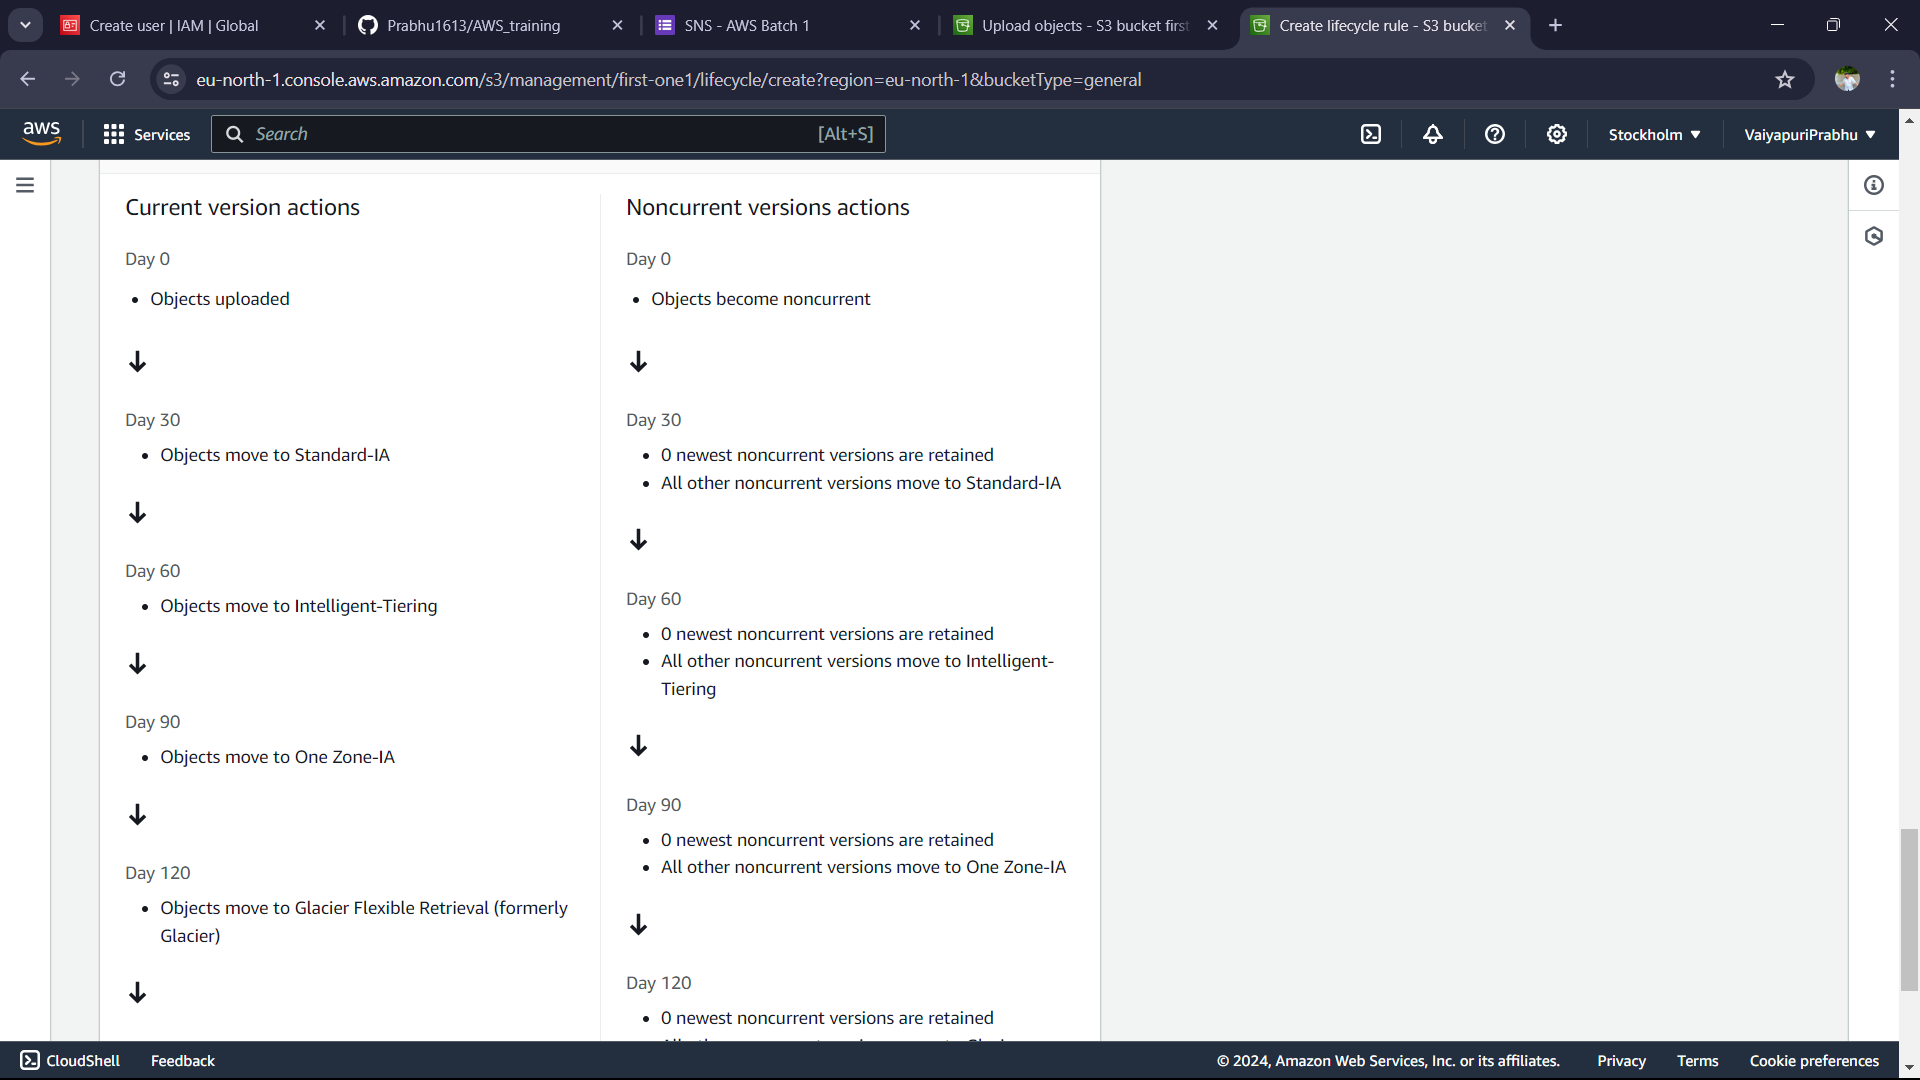 Create user | IAM | Global
Prabhu1613/AWS_training
SNS - AWS Batch 1
Upload objects - S3 bucket first
Create lifecycle rule - S3 bucket
eu-north-1.console.aws.amazon.com/s3/management/first-one1/lifecycle/create?region=eu-north-1&bucketType=general
aws
Services
Search
[Alt+S]
Stockholm
VaiyapuriPrabhu
Current version actions
Day 0
Objects uploaded
Day 30
Objects move to Standard-IA
Day 60
Objects move to Intelligent-Tiering
Day 90
Objects move to One Zone-IA
Day 120
Objects move to Glacier Flexible Retrieval (formerly
Glacier)
Noncurrent versions actions
Day 0
Objects become noncurrent
Day 30
0 newest noncurrent versions are retained
All other noncurrent versions move to Standard-IA
Day 60
0 newest noncurrent versions are retained
All other noncurrent versions move to Intelligent-
Tiering
Day 90
0 newest noncurrent versions are retained
All other noncurrent versions move to One Zone-IA
Day 120
0 newest noncurrent versions are retained
CloudShell
Feedback
© 2024, Amazon Web Services, Inc. or its affiliates.
Privacy
Terms
Cookie preferences